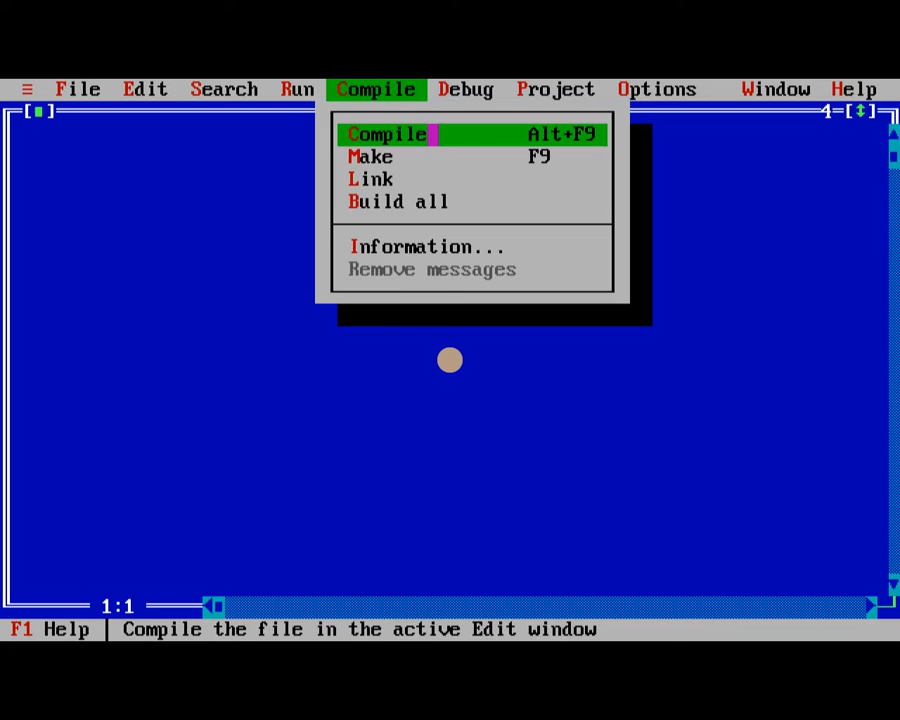 ≡ File Edit Search Run Compile Debug Project Options Window Help
[■] 4=[↕]
Compile Alt+F9
Make F9
Link
Build all
Information...
Remove messages
1:1
F1 Help │ Compile the file in the active Edit window